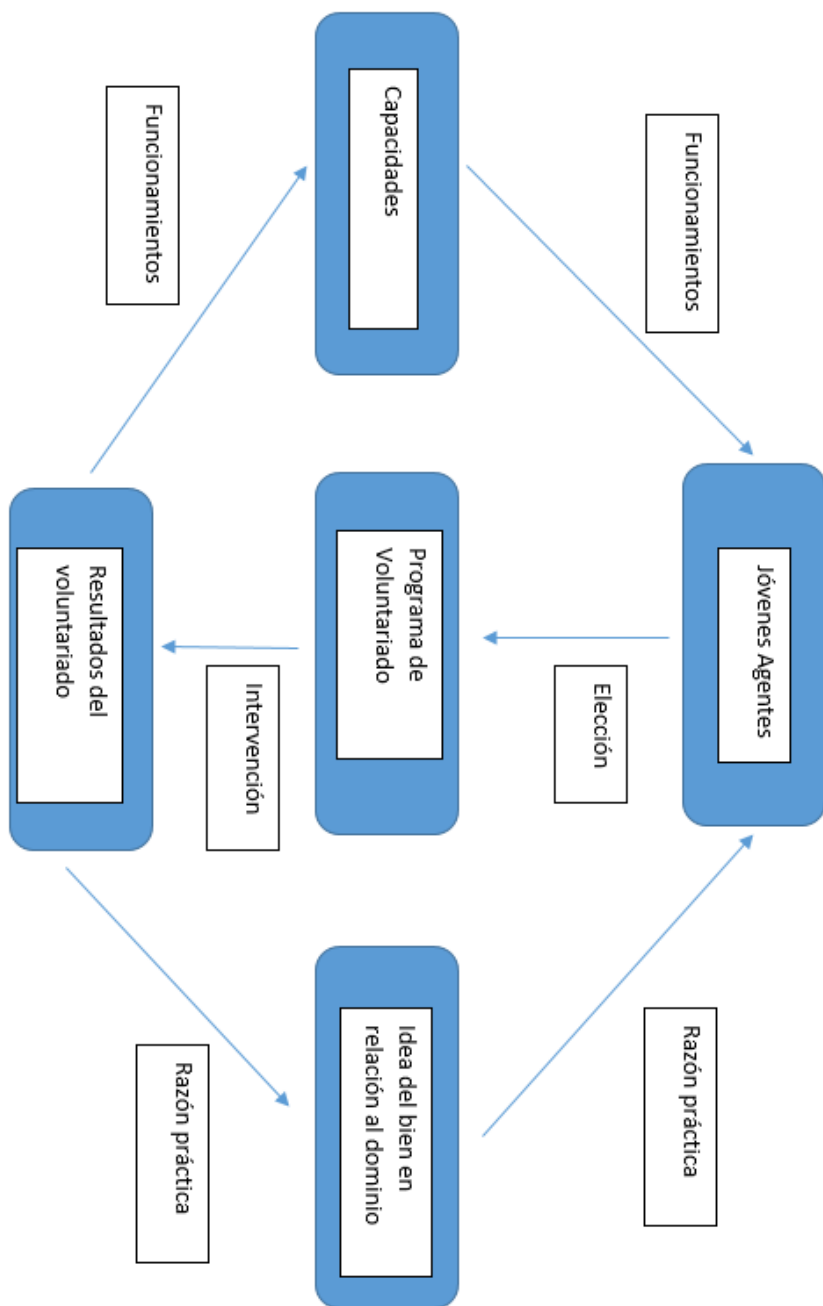 Jóvenes Agentes
Funcionamientos
Razón práctica
Elección
Capacidades
Programa de
Voluntariado
Idea del bien en
relación al dominio
Intervención
Funcionamientos
Razón práctica
Resultados del
voluntariado